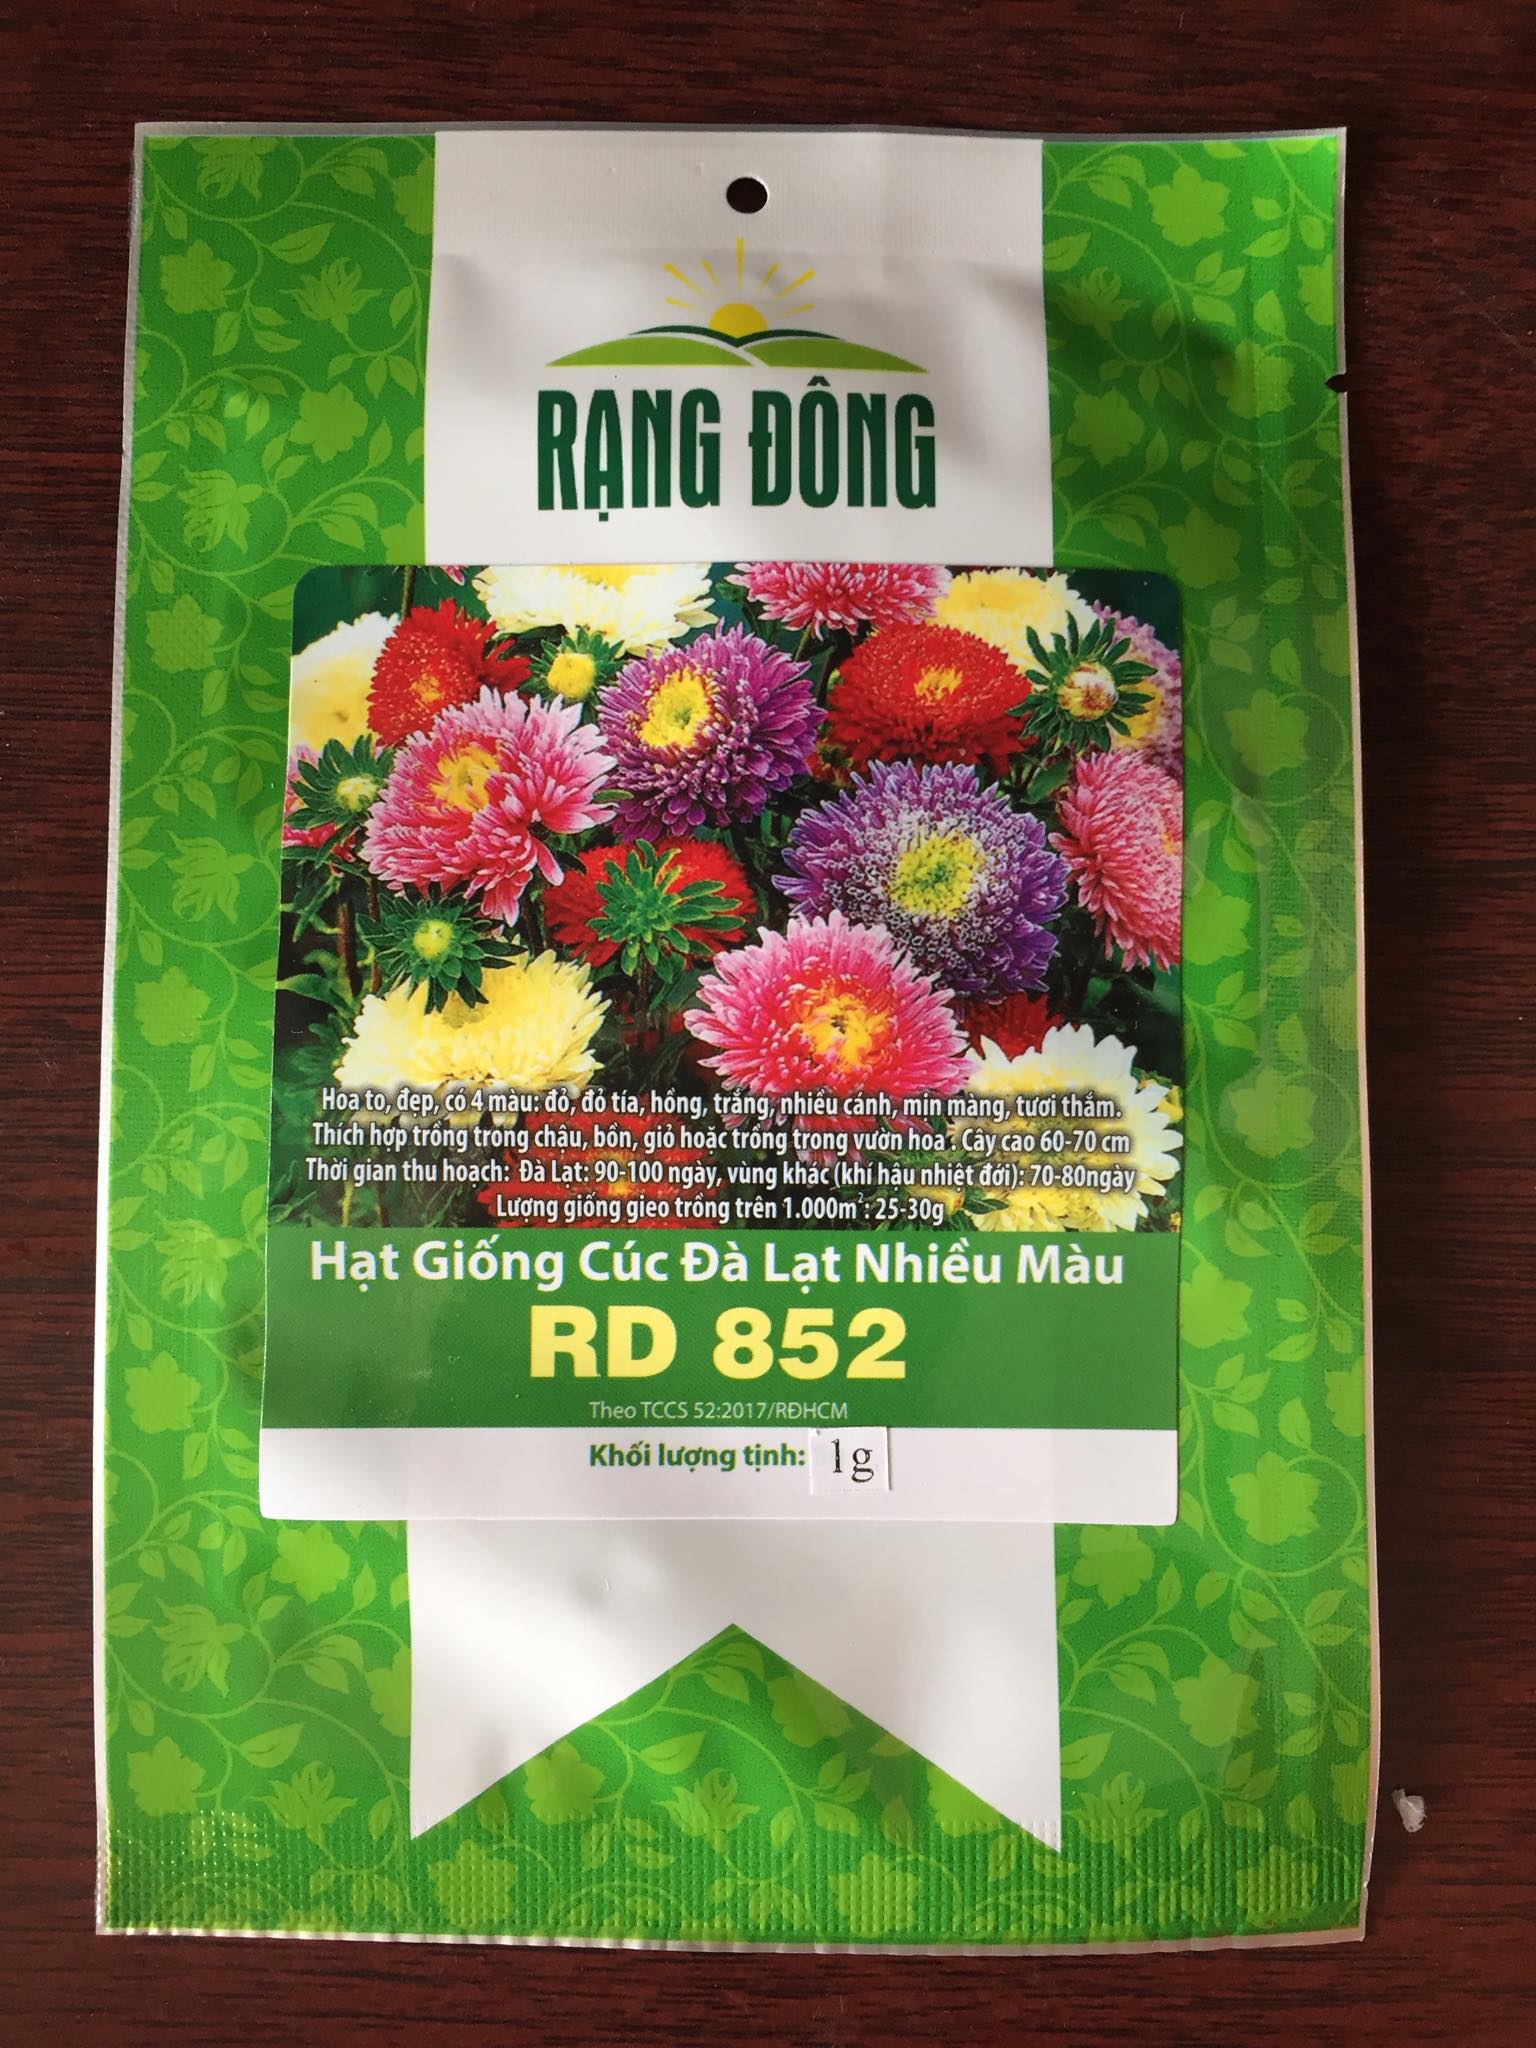 RẠNG ĐÔNG
Hoa to, đẹp, có 4 màu: đỏ, đỏ tía, hồng, trắng, nhiều cánh, min màng, tươi thắm.
Thích hợp trồng trong chậu, bồn, giỏ hoặc trồng trong vườn hoa . Cây cao 60-70 cm
Thời gian thu hoạch: Đà Lạt: 90-100 ngày, vùng khác (khí hậu nhiệt đới): 70-80ngày
Lượng giống gieo trồng trên 1.000m²: 25-30g
Hạt Giống Cúc Đà Lạt Nhiều Màu
RD 852
Theo TCCS 52:2017/RĐHCM
Khối lượng tịnh: 1g